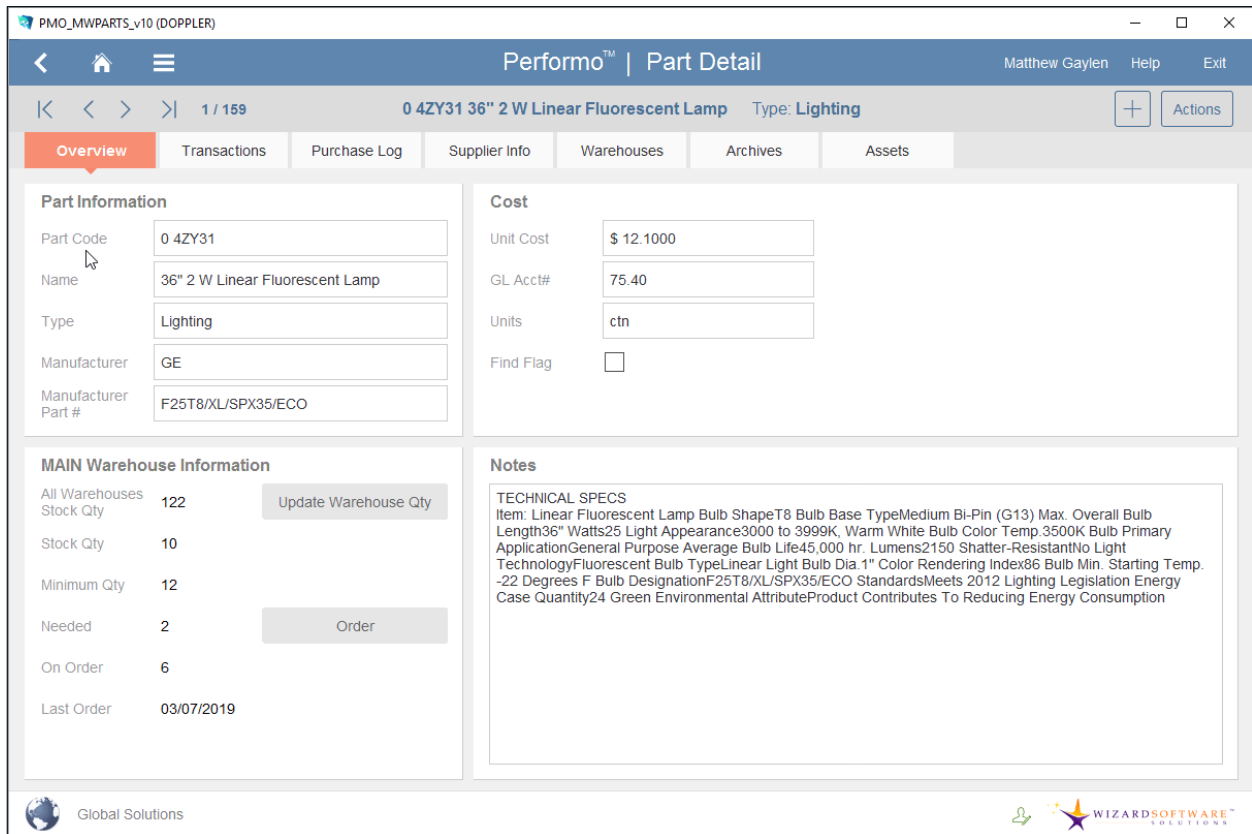 PMO_MWPARTS_v10 (DOPPLER)
Performo™ | Part Detail
Matthew Gaylen Help Exit
1 / 159
0 4ZY31 36" 2 W Linear Fluorescent Lamp Type: Lighting
Actions
Overview Transactions Purchase Log Supplier Info Warehouses Archives Assets
Part Information
Part Code 0 4ZY31
Name 36" 2 W Linear Fluorescent Lamp
Type Lighting
Manufacturer GE
Manufacturer
Part # F25T8/XL/SPX35/ECO
Cost
Unit Cost $ 12.1000
GL Acct# 75.40
Units ctn
Find Flag
MAIN Warehouse Information
All Warehouses
Stock Qty 122 Update Warehouse Qty
Stock Qty 10
Minimum Qty 12
Needed 2 Order
On Order 6
Last Order 03/07/2019
Notes
TECHNICAL SPECS
Item: Linear Fluorescent Lamp Bulb ShapeT8 Bulb Base TypeMedium Bi-Pin (G13) Max. Overall Bulb
Length36" Watts25 Light Appearance3000 to 3999K, Warm White Bulb Color Temp.3500K Bulb Primary
ApplicationGeneral Purpose Average Bulb Life45,000 hr. Lumens2150 Shatter-ResistantNo Light
TechnologyFluorescent Bulb TypeLinear Light Bulb Dia.1" Color Rendering Index86 Bulb Min. Starting Temp.
-22 Degrees F Bulb DesignationF25T8/XL/SPX35/ECO StandardsMeets 2012 Lighting Legislation Energy
Case Quantity24 Green Environmental AttributeProduct Contributes To Reducing Energy Consumption
Global Solutions
WIZARDSOFTWARE™
SOLUTIONS